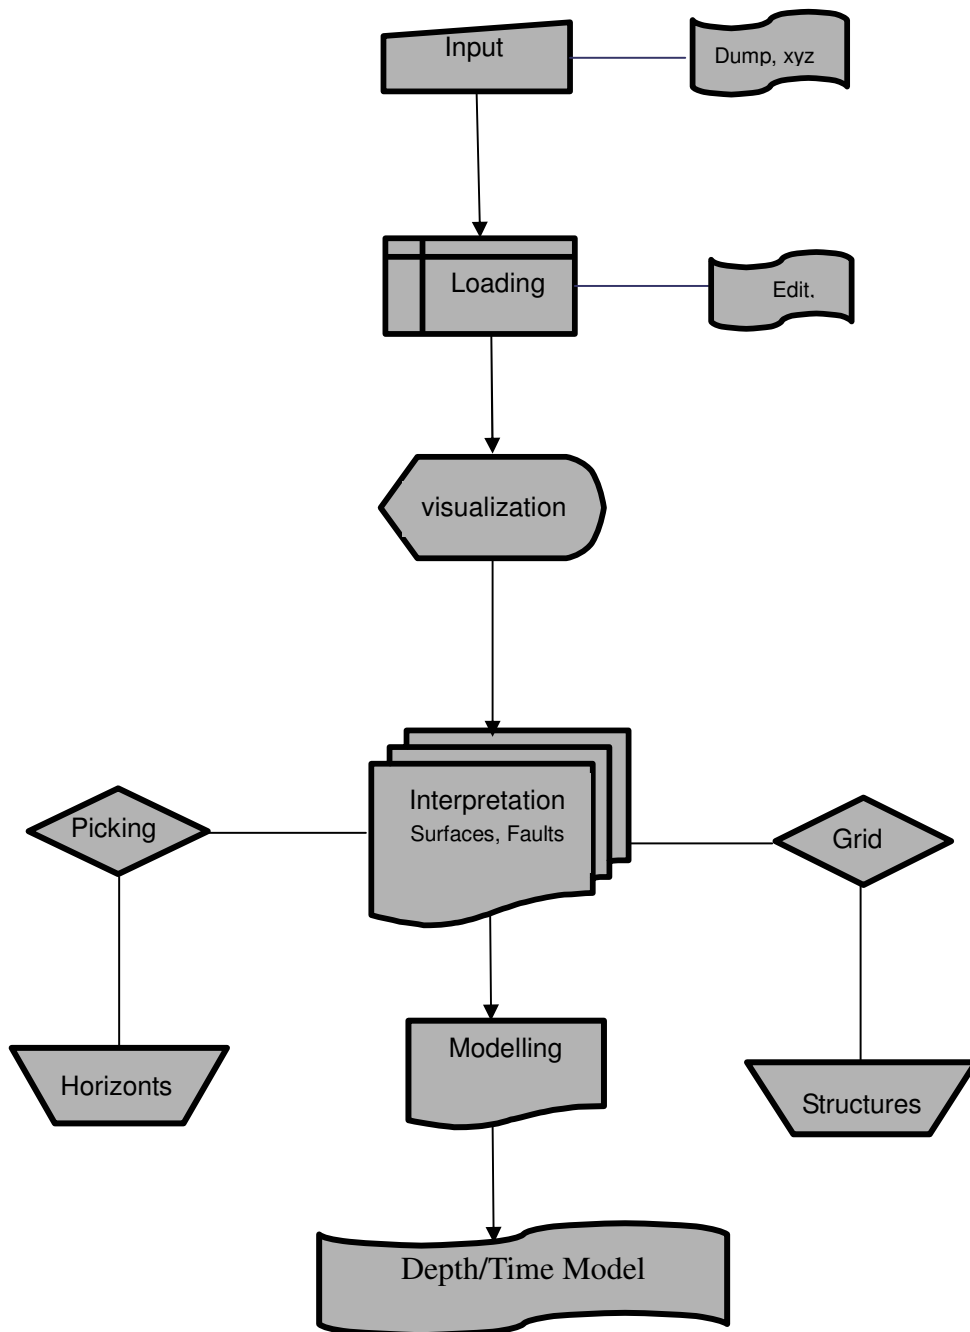 Input
Dump, xyz
Loading
Edit.
visualization
Interpretation
Surfaces, Faults
Picking
Grid
Modelling
Horizonts
Structures
Depth/Time Model